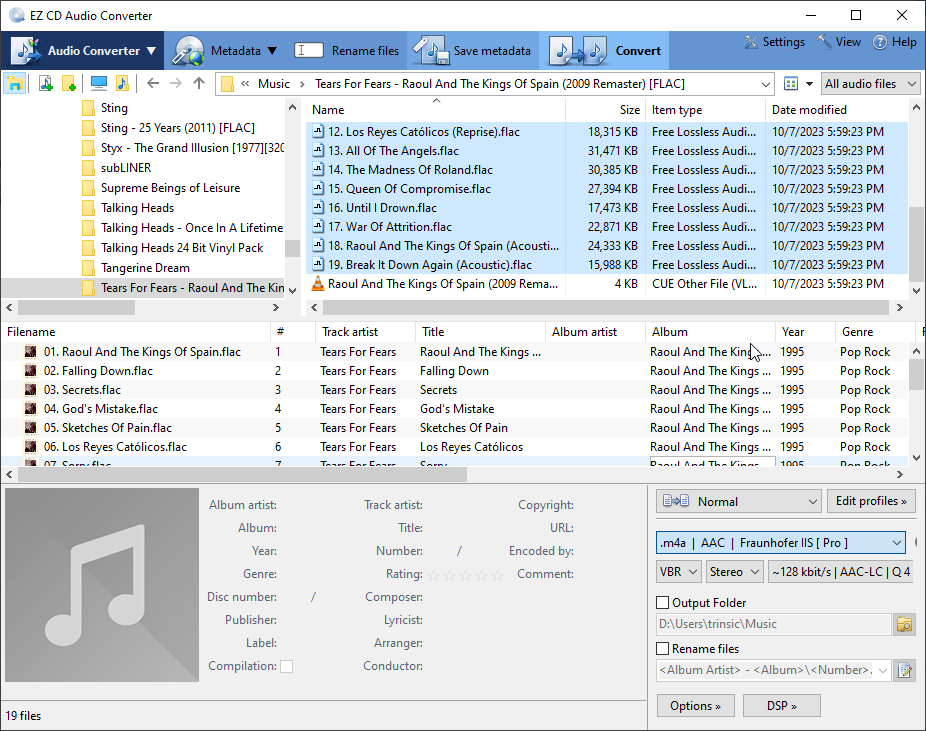 EZ CD Audio Converter
Audio Converter ▼ Metadata ▼ Rename files Save metadata Convert Settings View Help
« Music › Tears For Fears - Raoul And The Kings Of Spain (2009 Remaster) [FLAC] All audio files
Sting
Sting - 25 Years (2011) [FLAC]
Styx - The Grand Illusion [1977][320
subLINER
Supreme Beings of Leisure
Talking Heads
Talking Heads - Once In A Lifetime
Talking Heads 24 Bit Vinyl Pack
Tangerine Dream
Tears For Fears - Raoul And The Kin
Name Size Item type Date modified
12. Los Reyes Católicos (Reprise).flac 18,315 KB Free Lossless Audi... 10/7/2023 5:59:23 PM
13. All Of The Angels.flac 31,471 KB Free Lossless Audi... 10/7/2023 5:59:23 PM
14. The Madness Of Roland.flac 30,385 KB Free Lossless Audi... 10/7/2023 5:59:23 PM
15. Queen Of Compromise.flac 27,394 KB Free Lossless Audi... 10/7/2023 5:59:23 PM
16. Until I Drown.flac 17,473 KB Free Lossless Audi... 10/7/2023 5:59:23 PM
17. War Of Attrition.flac 22,871 KB Free Lossless Audi... 10/7/2023 5:59:23 PM
18. Raoul And The Kings Of Spain (Acousti... 24,333 KB Free Lossless Audi... 10/7/2023 5:59:23 PM
19. Break It Down Again (Acoustic).flac 15,988 KB Free Lossless Audi... 10/7/2023 5:59:23 PM
Raoul And The Kings Of Spain (2009 Rema... 4 KB CUE Other File (VL... 10/7/2023 5:59:23 PM
Filename # Track artist Title Album artist Album Year Genre
01. Raoul And The Kings Of Spain.flac 1 Tears For Fears Raoul And The Kings ... Raoul And The Kings ... 1995 Pop Rock
02. Falling Down.flac 2 Tears For Fears Falling Down Raoul And The Kings ... 1995 Pop Rock
03. Secrets.flac 3 Tears For Fears Secrets Raoul And The Kings ... 1995 Pop Rock
04. God's Mistake.flac 4 Tears For Fears God's Mistake Raoul And The Kings ... 1995 Pop Rock
05. Sketches Of Pain.flac 5 Tears For Fears Sketches Of Pain Raoul And The Kings ... 1995 Pop Rock
06. Los Reyes Católicos.flac 6 Tears For Fears Los Reyes Católicos Raoul And The Kings ... 1995 Pop Rock
07. Sorry.flac 7 Tears For Fears Sorry Raoul And The Kings ... 1995 Pop Rock
Album artist: Track artist: Copyright:
Album: Title: URL:
Year: Number: / Encoded by:
Genre: Rating: Comment:
Disc number: / Composer:
Publisher: Lyricist:
Label: Arranger:
Compilation: Conductor:
Normal Edit profiles »
.m4a | AAC | Fraunhofer IIS [ Pro ]
VBR Stereo ~128 kbit/s | AAC-LC | Q 4
Output Folder
D:\Users\trinsic\Music
Rename files
<Album Artist> - <Album>\<Number>.
Options » DSP »
19 files